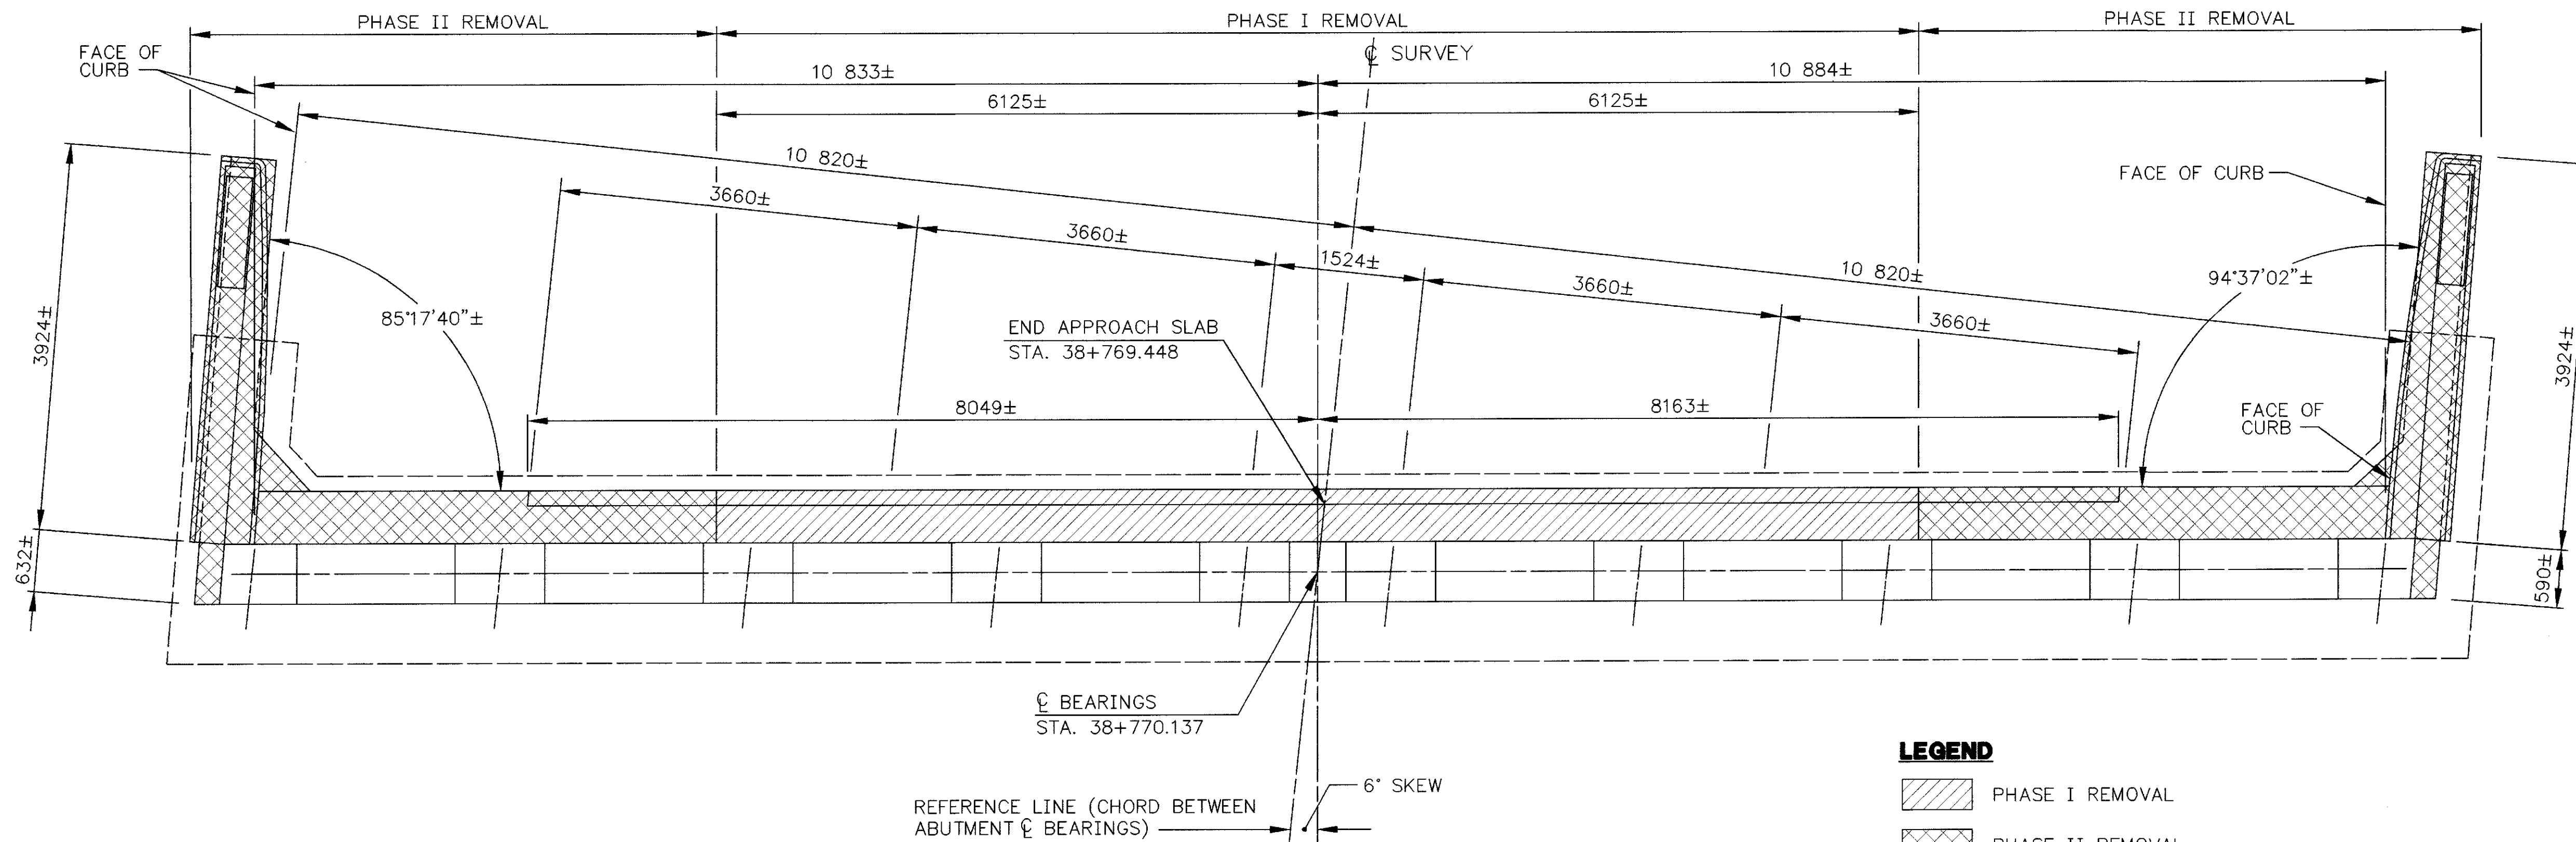 PHASE II REMOVAL
PHASE I REMOVAL
PHASE II REMOVAL
℄ SURVEY
FACE OF
CURB
10 833±
10 884±
6125±
6125±
10 820±
3660±
3660±
1524±
10 820±
3660±
3660±
FACE OF CURB
94°37'02"±
85°17'40"±
3924±
3924±
END APPROACH SLAB
STA. 38+769.448
8049±
8163±
FACE OF
CURB
632±
590±
℄ BEARINGS
STA. 38+770.137
6° SKEW
REFERENCE LINE (CHORD BETWEEN
ABUTMENT ℄ BEARINGS)
LEGEND
PHASE I REMOVAL
PHASE II REMOVAL